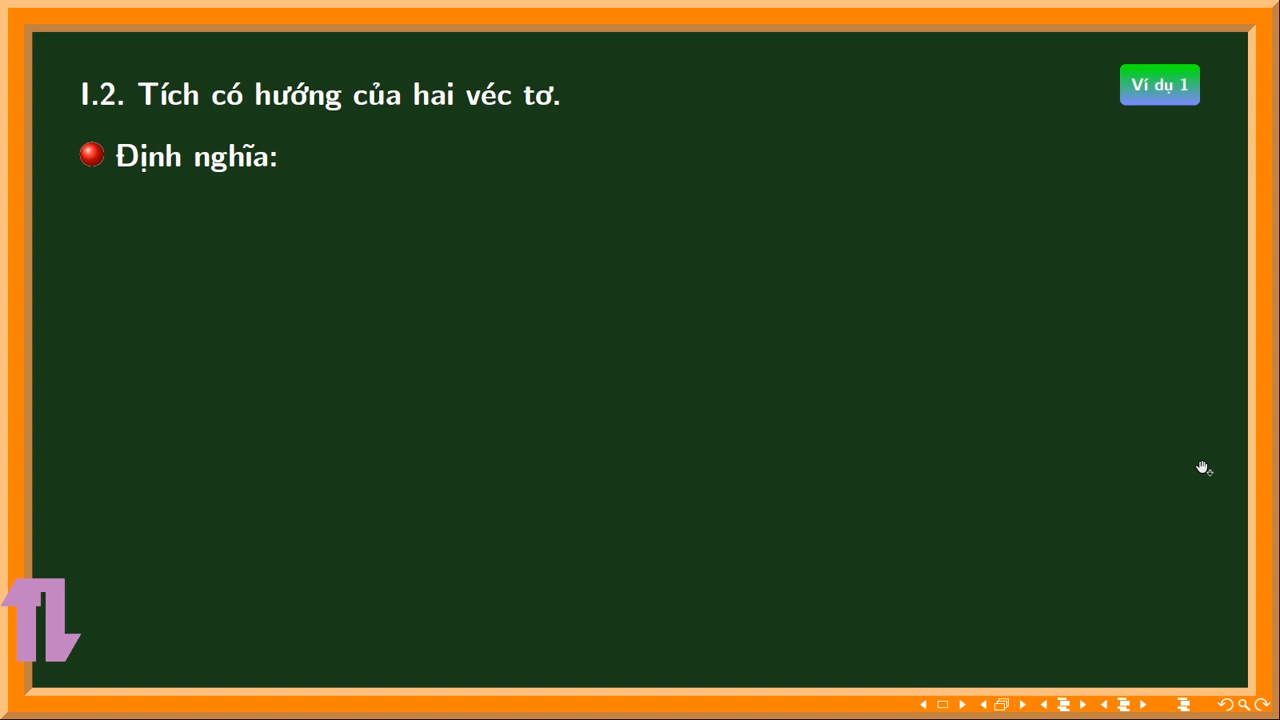 I.2. Tích có hướng của hai véc tơ.
Ví dụ 1
Định nghĩa: